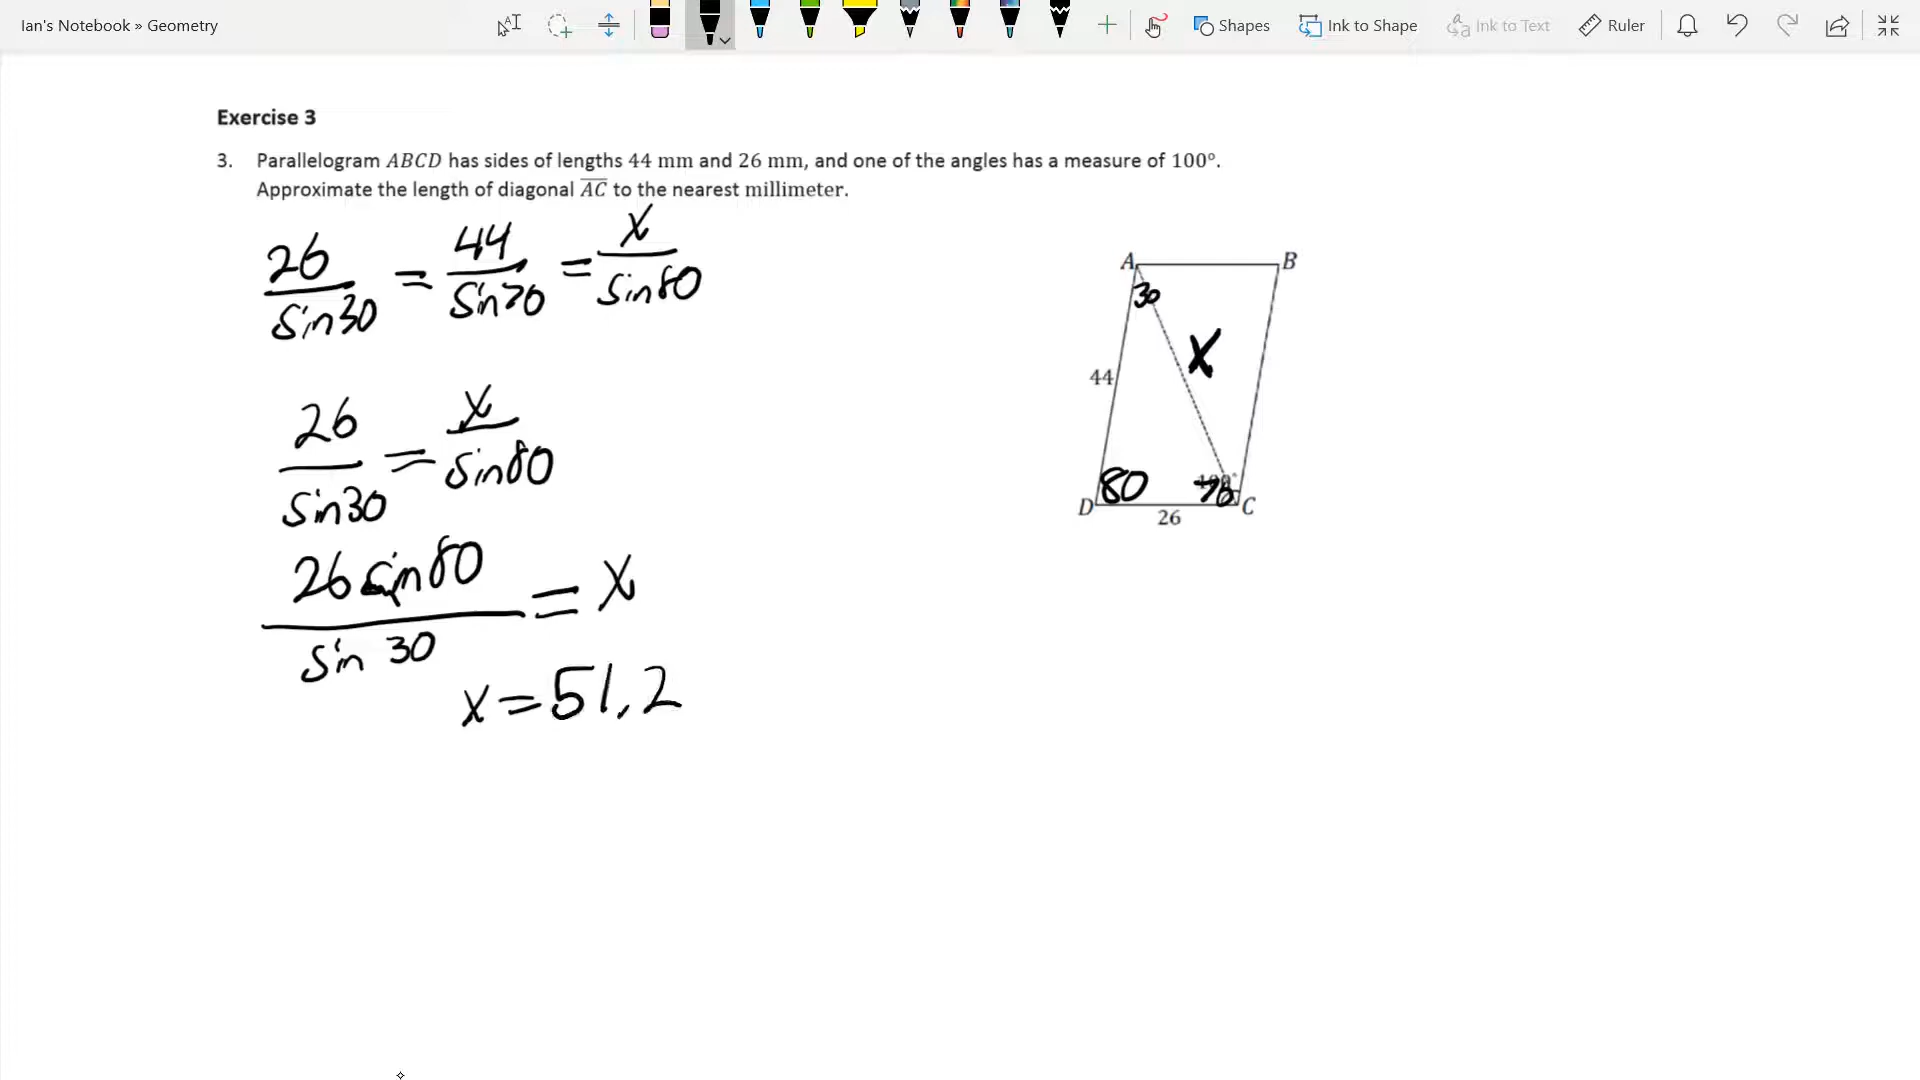 Ian's Notebook » Geometry
Shapes
Ink to Shape
Ink to Text
Ruler
Exercise 3
3. Parallelogram ABCD has sides of lengths 44 mm and 26 mm, and one of the angles has a measure of 100°.
Approximate the length of diagonal A̅C̅ to the nearest millimeter.
26/sin30 = 44/sin70 = x/sin80
26/sin30 = x/sin80
26 sin80/sin 30 = x
x = 51.2
A
B
30
X
44
80
70
D
C
26